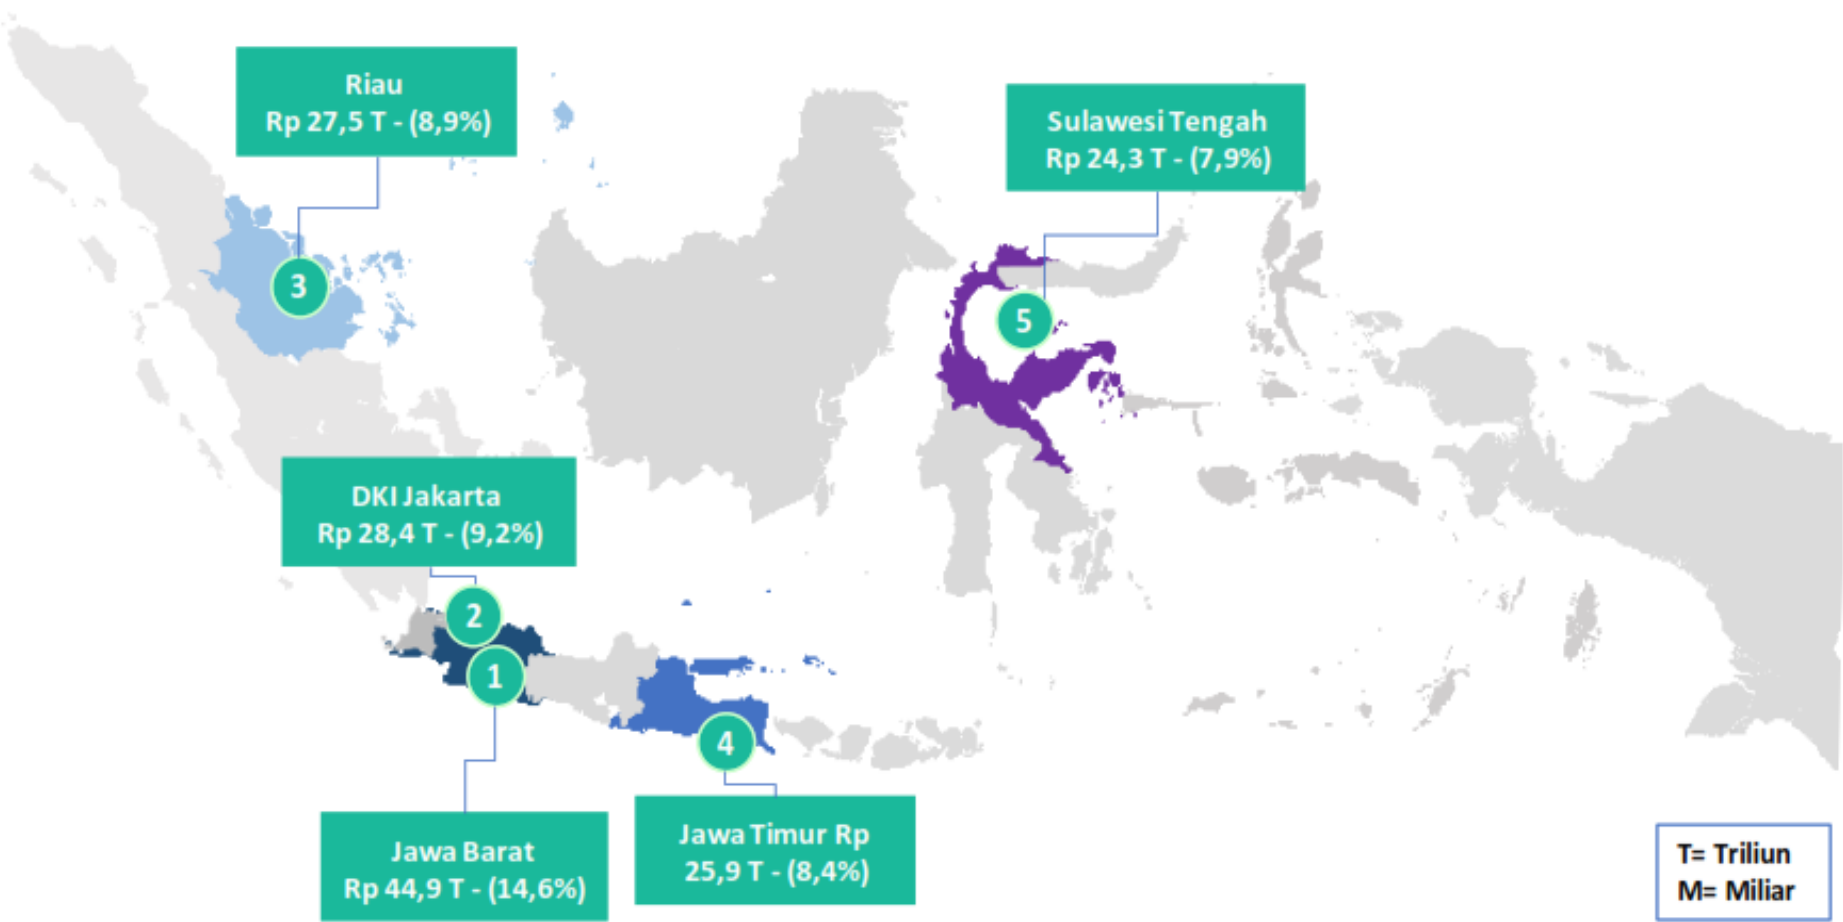 Riau
Rp 27,5 T - (8,9%)
Sulawesi Tengah
Rp 24,3 T - (7,9%)
3
5
DKI Jakarta
Rp 28,4 T - (9,2%)
2
1
4
Jawa Barat
Rp 44,9 T - (14,6%)
Jawa Timur Rp
25,9 T - (8,4%)
T= Triliun
M= Miliar